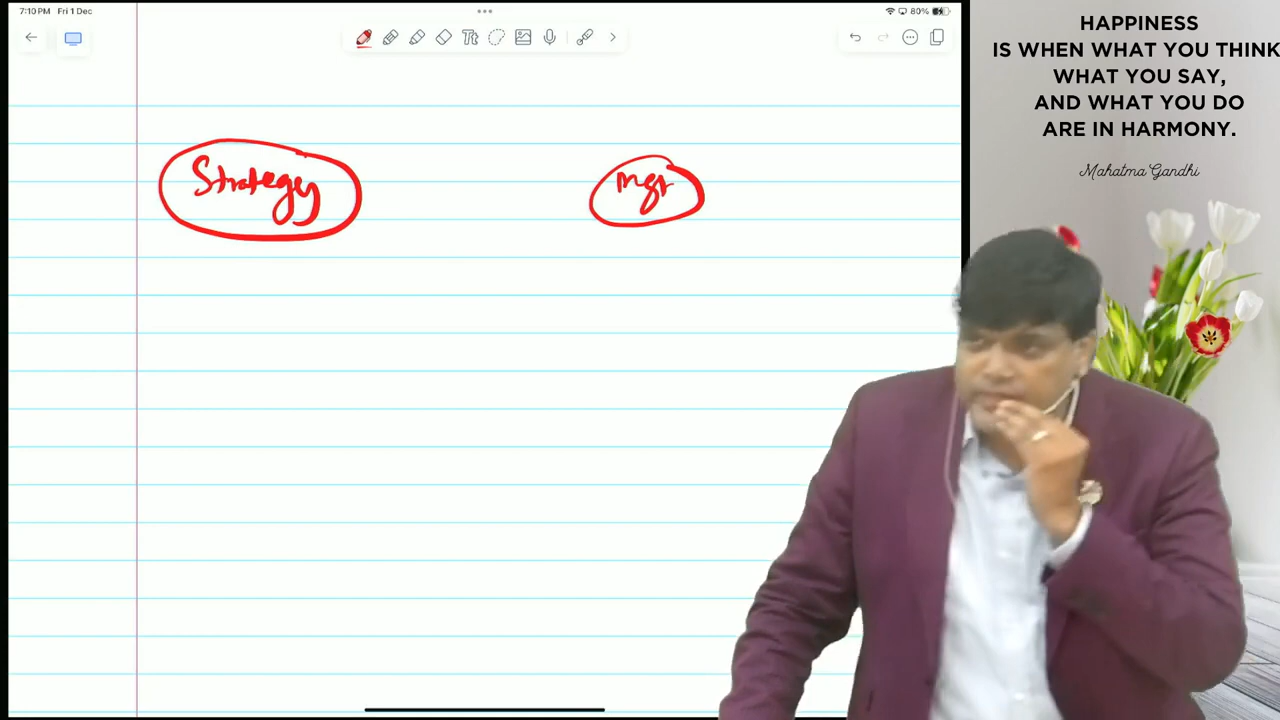 7:10 PM Fri 1 Dec
80%
Strategy
Mgt
HAPPINESS
IS WHEN WHAT YOU THINK
WHAT YOU SAY,
AND WHAT YOU DO
ARE IN HARMONY.
Mahatma Gandhi